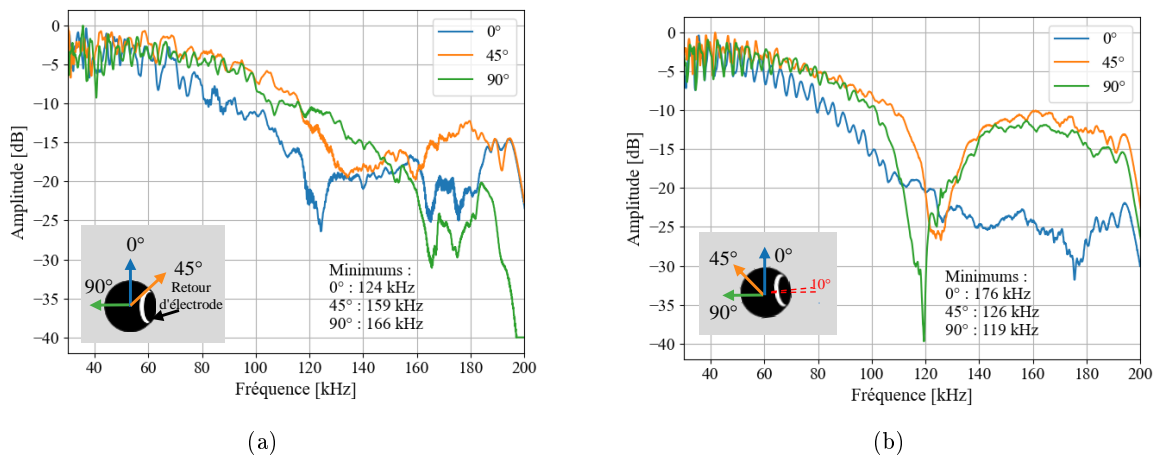 0
−5
−10
−15
−20
−25
−30
−35
−40
Amplitude [dB]
0°
45°
90°
0°
45°
90°
Retour
d'électrode
Minimums :
0° : 124 kHz
45° : 159 kHz
90° : 166 kHz
40 60 80 100 120 140 160 180 200
Fréquence [kHz]
(a)
0
−5
−10
−15
−20
−25
−30
−35
−40
Amplitude [dB]
0°
45°
90°
0°
45°
90°
10°
Minimums :
0° : 176 kHz
45° : 126 kHz
90° : 119 kHz
40 60 80 100 120 140 160 180 200
Fréquence [kHz]
(b)